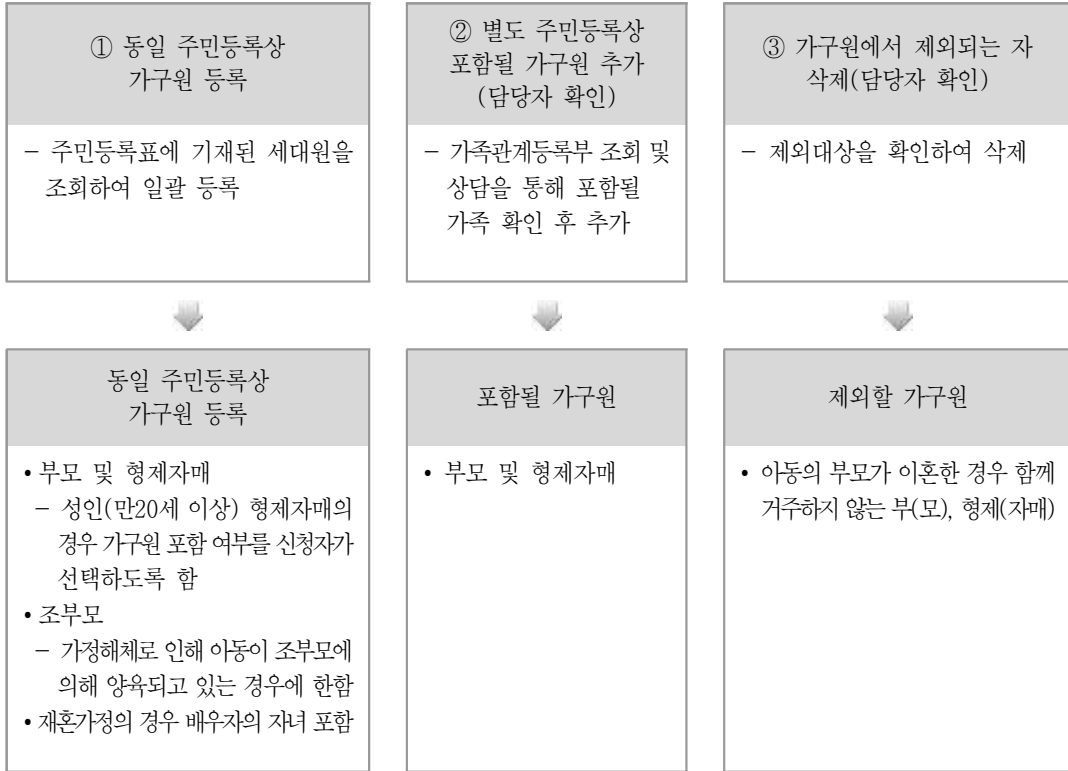 ① 동일 주민등록상
가구원 등록
- 주민등록표에 기재된 세대원을
조회하여 일괄 등록
② 별도 주민등록상
포함될 가구원 추가
(담당자 확인)
- 가족관계등록부 조회 및
상담을 통해 포함될
가족 확인 후 추가
③ 가구원에서 제외되는 자
삭제(담당자 확인)
- 제외대상을 확인하여 삭제
동일 주민등록상
가구원 등록
• 부모 및 형제자매
- 성인(만20세 이상) 형제자매의
경우 가구원 포함 여부를 신청자가
선택하도록 함
• 조부모
- 가정해체로 인해 아동이 조부모에
의해 양육되고 있는 경우에 한함
• 재혼가정의 경우 배우자의 자녀 포함
포함될 가구원
• 부모 및 형제자매
제외할 가구원
• 아동의 부모가 이혼한 경우 함께
거주하지 않는 부(모), 형제(자매)